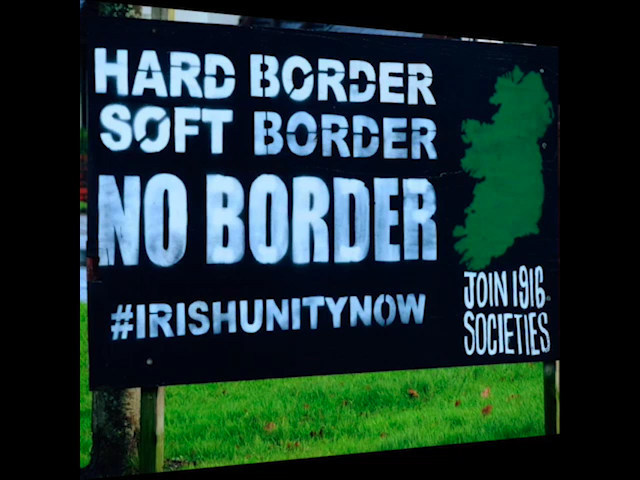 HARD BORDER
SOFT BORDER
NO BORDER
#IRISHUNITYNOW
JOIN 1916
SOCIETIES